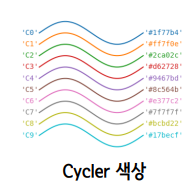 'C0' '#1f77b4'
'C1' '#ff7f0e'
'C2' '#2ca02c'
'C3' '#d62728'
'C4' '#9467bd'
'C5' '#8c564b'
'C6' '#e377c2'
'C7' '#7f7f7f'
'C8' '#bcbd22'
'C9' '#17becf'
Cycler 색상